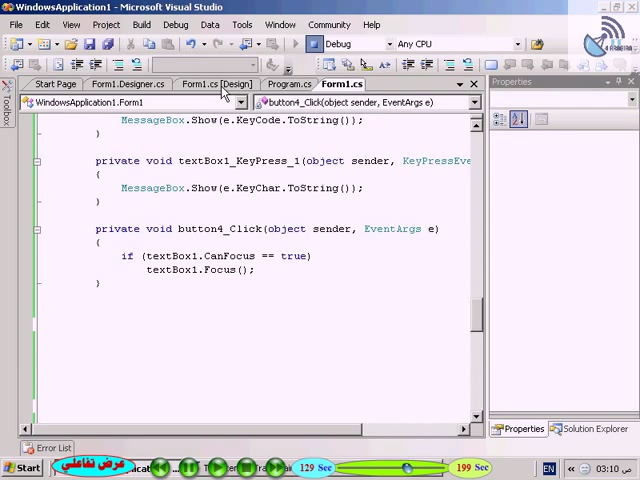 WindowsApplication1 - Microsoft Visual Studio
File Edit View Project Build Debug Data Tools Window Community Help
Debug Any CPU
4
Toolbox
Start Page Form1.Designer.cs Form1.cs [Design] Program.cs Form1.cs
WindowsApplication1.Form1 button4_Click(object sender, EventArgs e)
Properties
MessageBox.Show(e.KeyCode.ToString());
}
private void textBox1_KeyPress_1(object sender, KeyPressEve
{
MessageBox.Show(e.KeyChar.ToString());
}
private void button4_Click(object sender, EventArgs e)
{
if (textBox1.CanFocus == true)
textBox1.Focus();
}
Properties Solution Explorer
Error List
Start عرض تفاعلي 129 Sec 199 Sec EN « 03:10 ص